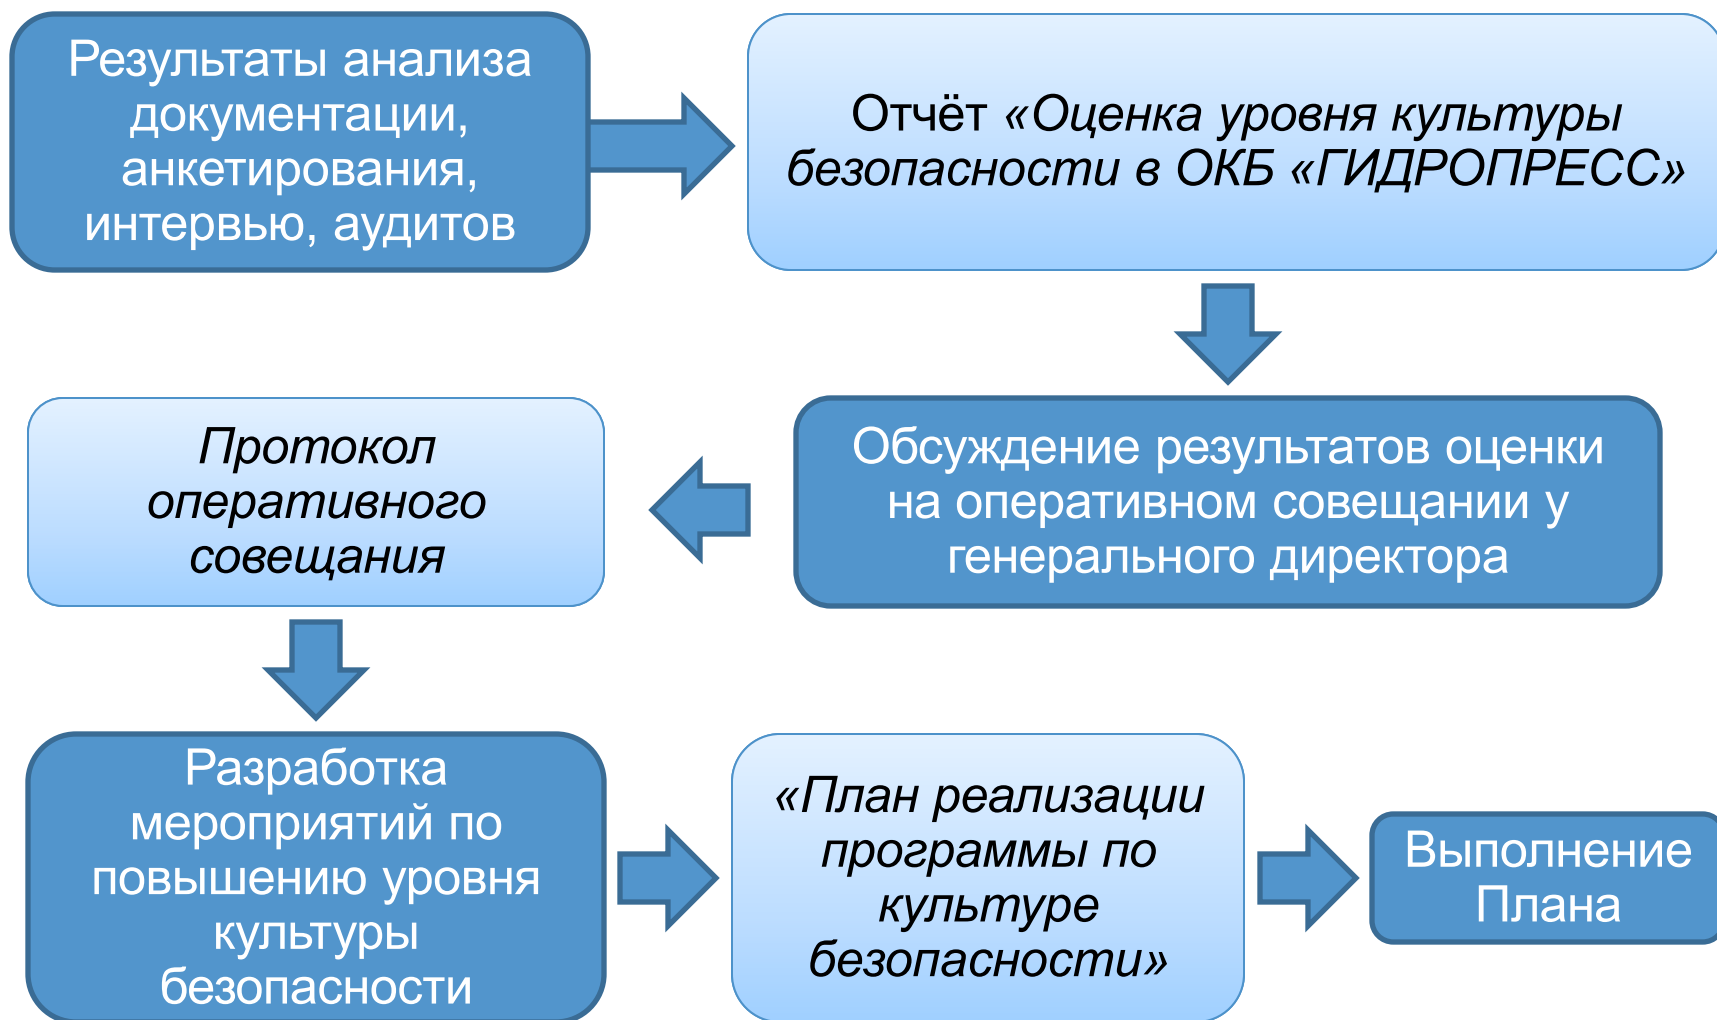 Результаты анализа
документации,
анкетирования,
интервью, аудитов
Отчёт «Оценка уровня культуры
безопасности в ОКБ «ГИДРОПРЕСС»
Обсуждение результатов оценки
на оперативном совещании у
генерального директора
Протокол
оперативного
совещания
Разработка
мероприятий по
повышению уровня
культуры
безопасности
«План реализации
программы по
культуре
безопасности»
Выполнение
Плана